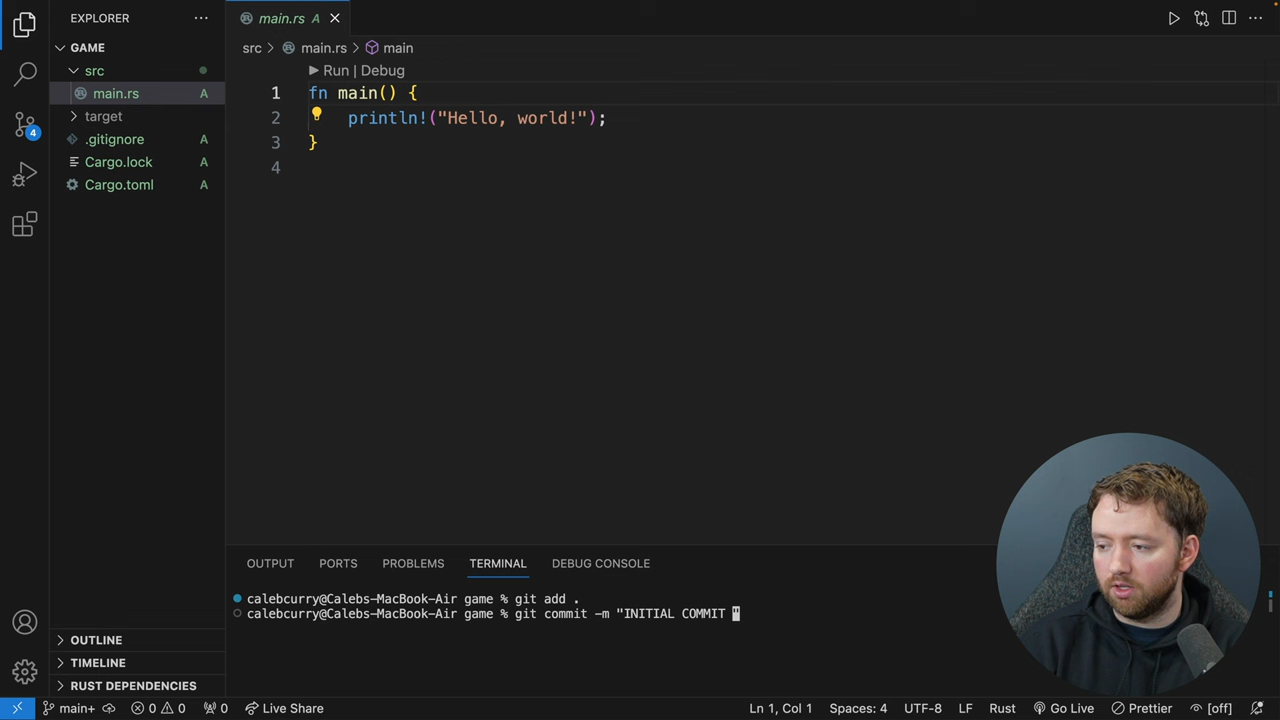 EXPLORER
GAME
src
main.rs A
target
.gitignore A
Cargo.lock A
Cargo.toml A
4
OUTLINE
TIMELINE
RUST DEPENDENCIES
main.rs A
src > main.rs > main
Run | Debug
1 fn main() {
2 println!("Hello, world!");
3 }
4
OUTPUT PORTS PROBLEMS TERMINAL DEBUG CONSOLE
calebcurry@Calebs-MacBook-Air game % git add .
calebcurry@Calebs-MacBook-Air game % git commit -m "INITIAL COMMIT "
main+ 0 0 0 Live Share Ln 1, Col 1 Spaces: 4 UTF-8 LF Rust Go Live Prettier [off]